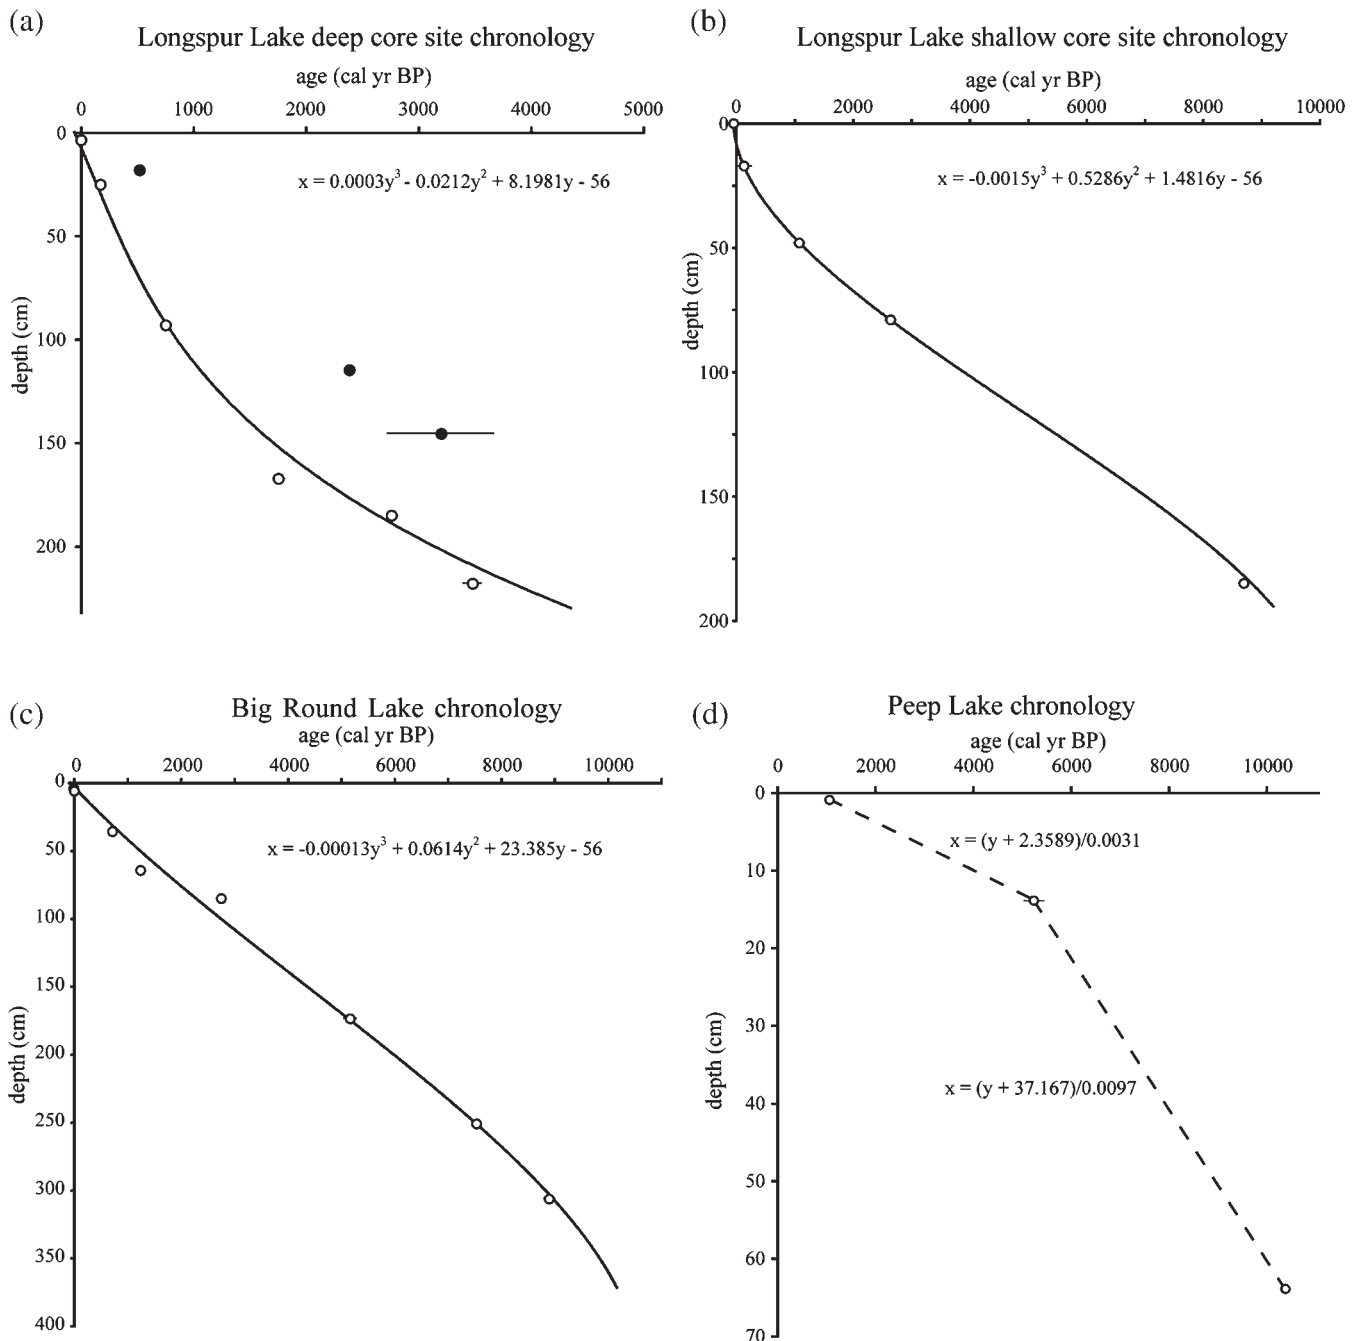 (a)
Longspur Lake deep core site chronology
age (cal yr BP)
0 1000 2000 3000 4000 5000
0
x = 0.0003y³ - 0.0212y² + 8.1981y - 56
50
100
150
200
depth (cm)
(b)
Longspur Lake shallow core site chronology
age (cal yr BP)
0 2000 4000 6000 8000 10000
0
x = -0.0015y³ + 0.5286y² + 1.4816y - 56
50
100
150
200
depth (cm)
(c)
Big Round Lake chronology
age (cal yr BP)
0 2000 4000 6000 8000 10000
0
x = -0.00013y³ + 0.0614y² + 23.385y - 56
50
100
150
200
250
300
350
400
depth (cm)
(d)
Peep Lake chronology
age (cal yr BP)
0 2000 4000 6000 8000 10000
0
x = (y + 2.3589)/0.0031
10
20
30
x = (y + 37.167)/0.0097
40
50
60
70
depth (cm)